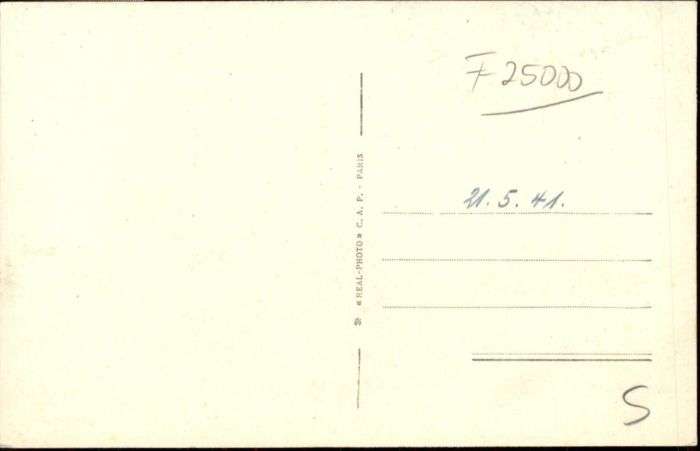 F 25000
21. 5. 41.
« REAL-PHOTO » C. A. P. - PARIS
S